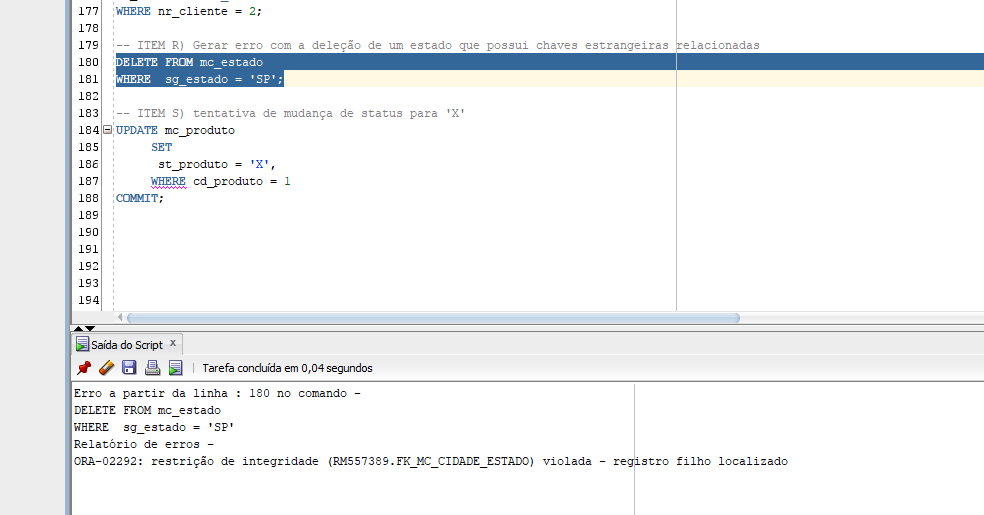 177 WHERE nr_cliente = 2;
178
179 -- ITEM R) Gerar erro com a deleção de um estado que possui chaves estrangeiras relacionadas
180 DELETE FROM mc_estado
181 WHERE  sg_estado = 'SP';
182
183 -- ITEM S) tentativa de mudança de status para 'X'
184 UPDATE mc_produto
185 SET
186 st_produto = 'X',
187 WHERE cd_produto = 1
188 COMMIT;
189
190
191
192
193
194
Saída do Script x
Tarefa concluída em 0,04 segundos
Erro a partir da linha : 180 no comando -
DELETE FROM mc_estado
WHERE  sg_estado = 'SP'
Relatório de erros -
ORA-02292: restrição de integridade (RM557389.FK_MC_CIDADE_ESTADO) violada - registro filho localizado